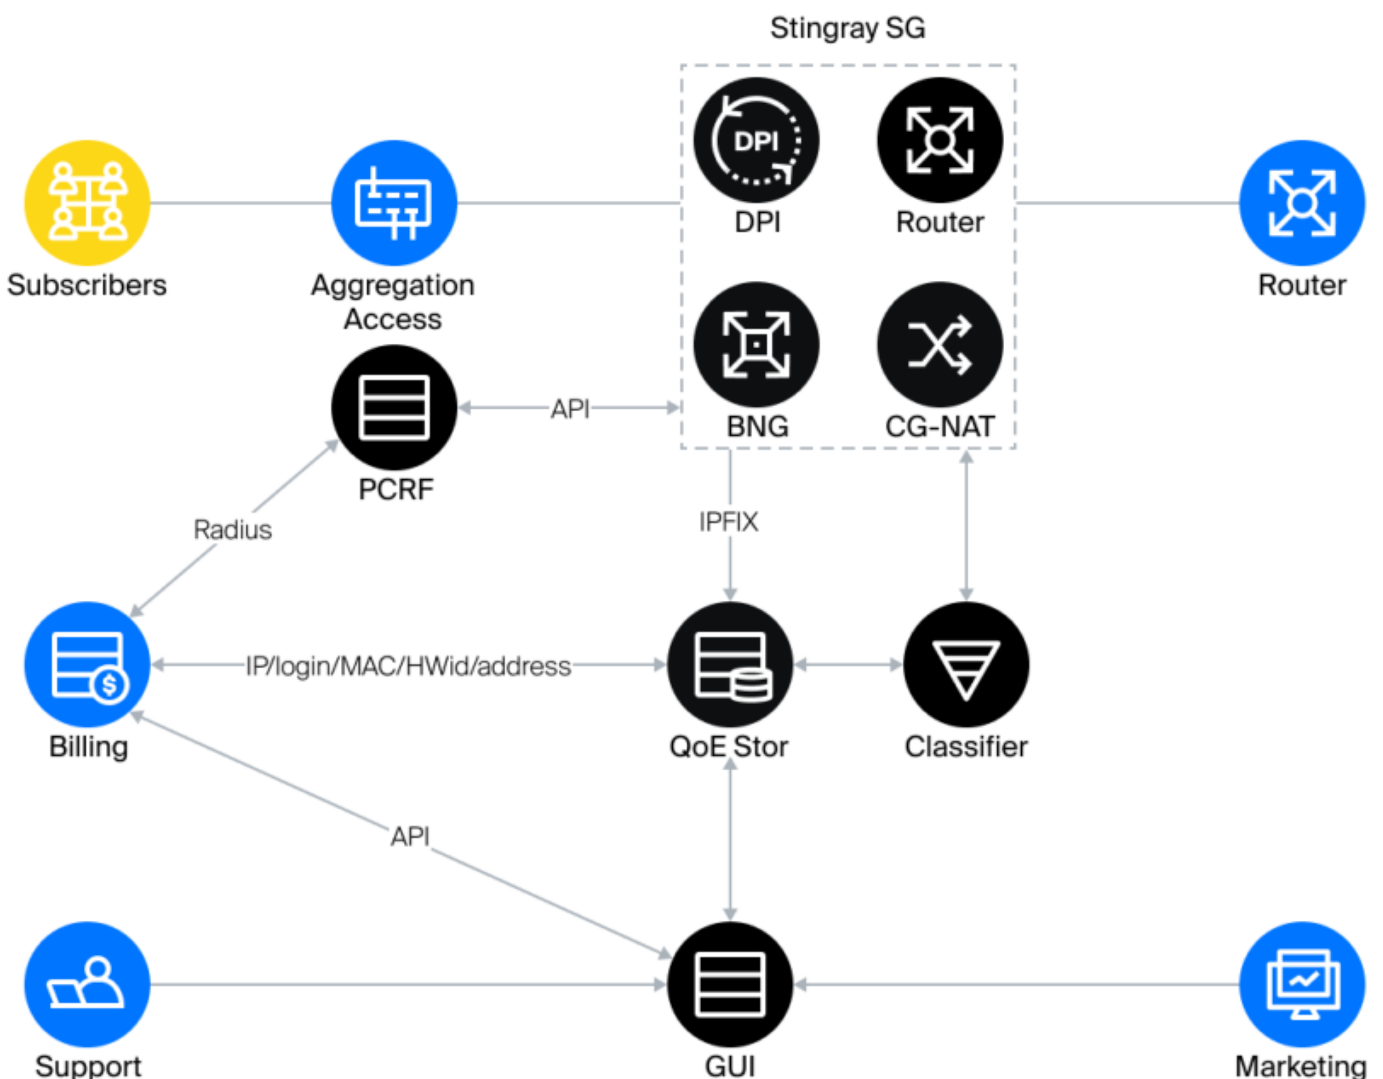 Stingray SG
DPI
DPI
Router
Subscribers
Aggregation
Access
Router
BNG
CG-NAT
API
PCRF
Radius
IPFIX
IP/login/MAC/HWid/address
$
Billing
QoE Stor
Classifier
API
Support
GUI
Marketing